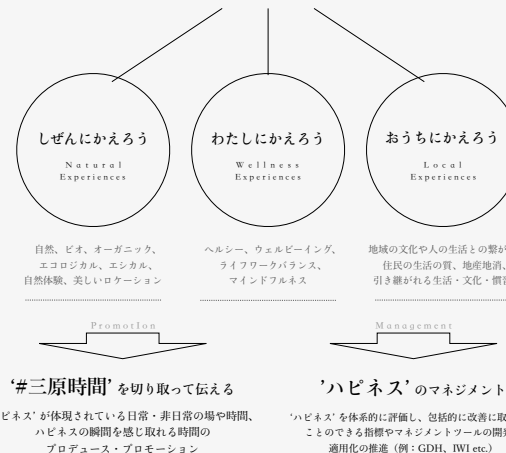 しぜんにかえろう
Natural
Experiences
わたしにかえろう
Wellness
Experiences
おうちにかえろう
Local
Experiences
自然、ビオ、オーガニック、
エコロジカル、エシカル、
自然体験、美しいロケーション
ヘルシー、ウェルビーイング、
ライフワークバランス、
マインドフルネス
地域の文化や人の生活との繋が
住民の生活の質、地産地消、
引き継がれる生活・文化・慣習
Promotion
Management
‘#三原時間’ を切り取って伝える
ピネス’ が体現されている日常・非日常の場や時間、
ハピネスの瞬間を感じ取れる時間の
プロデュース・プロモーション
’ハピネス’ のマネジメント
‘ハピネス’ を体系的に評価し、包括的に改善に取
ことのできる指標やマネジメントツールの開発
適用化の推進（例：GDH、IWI etc.）